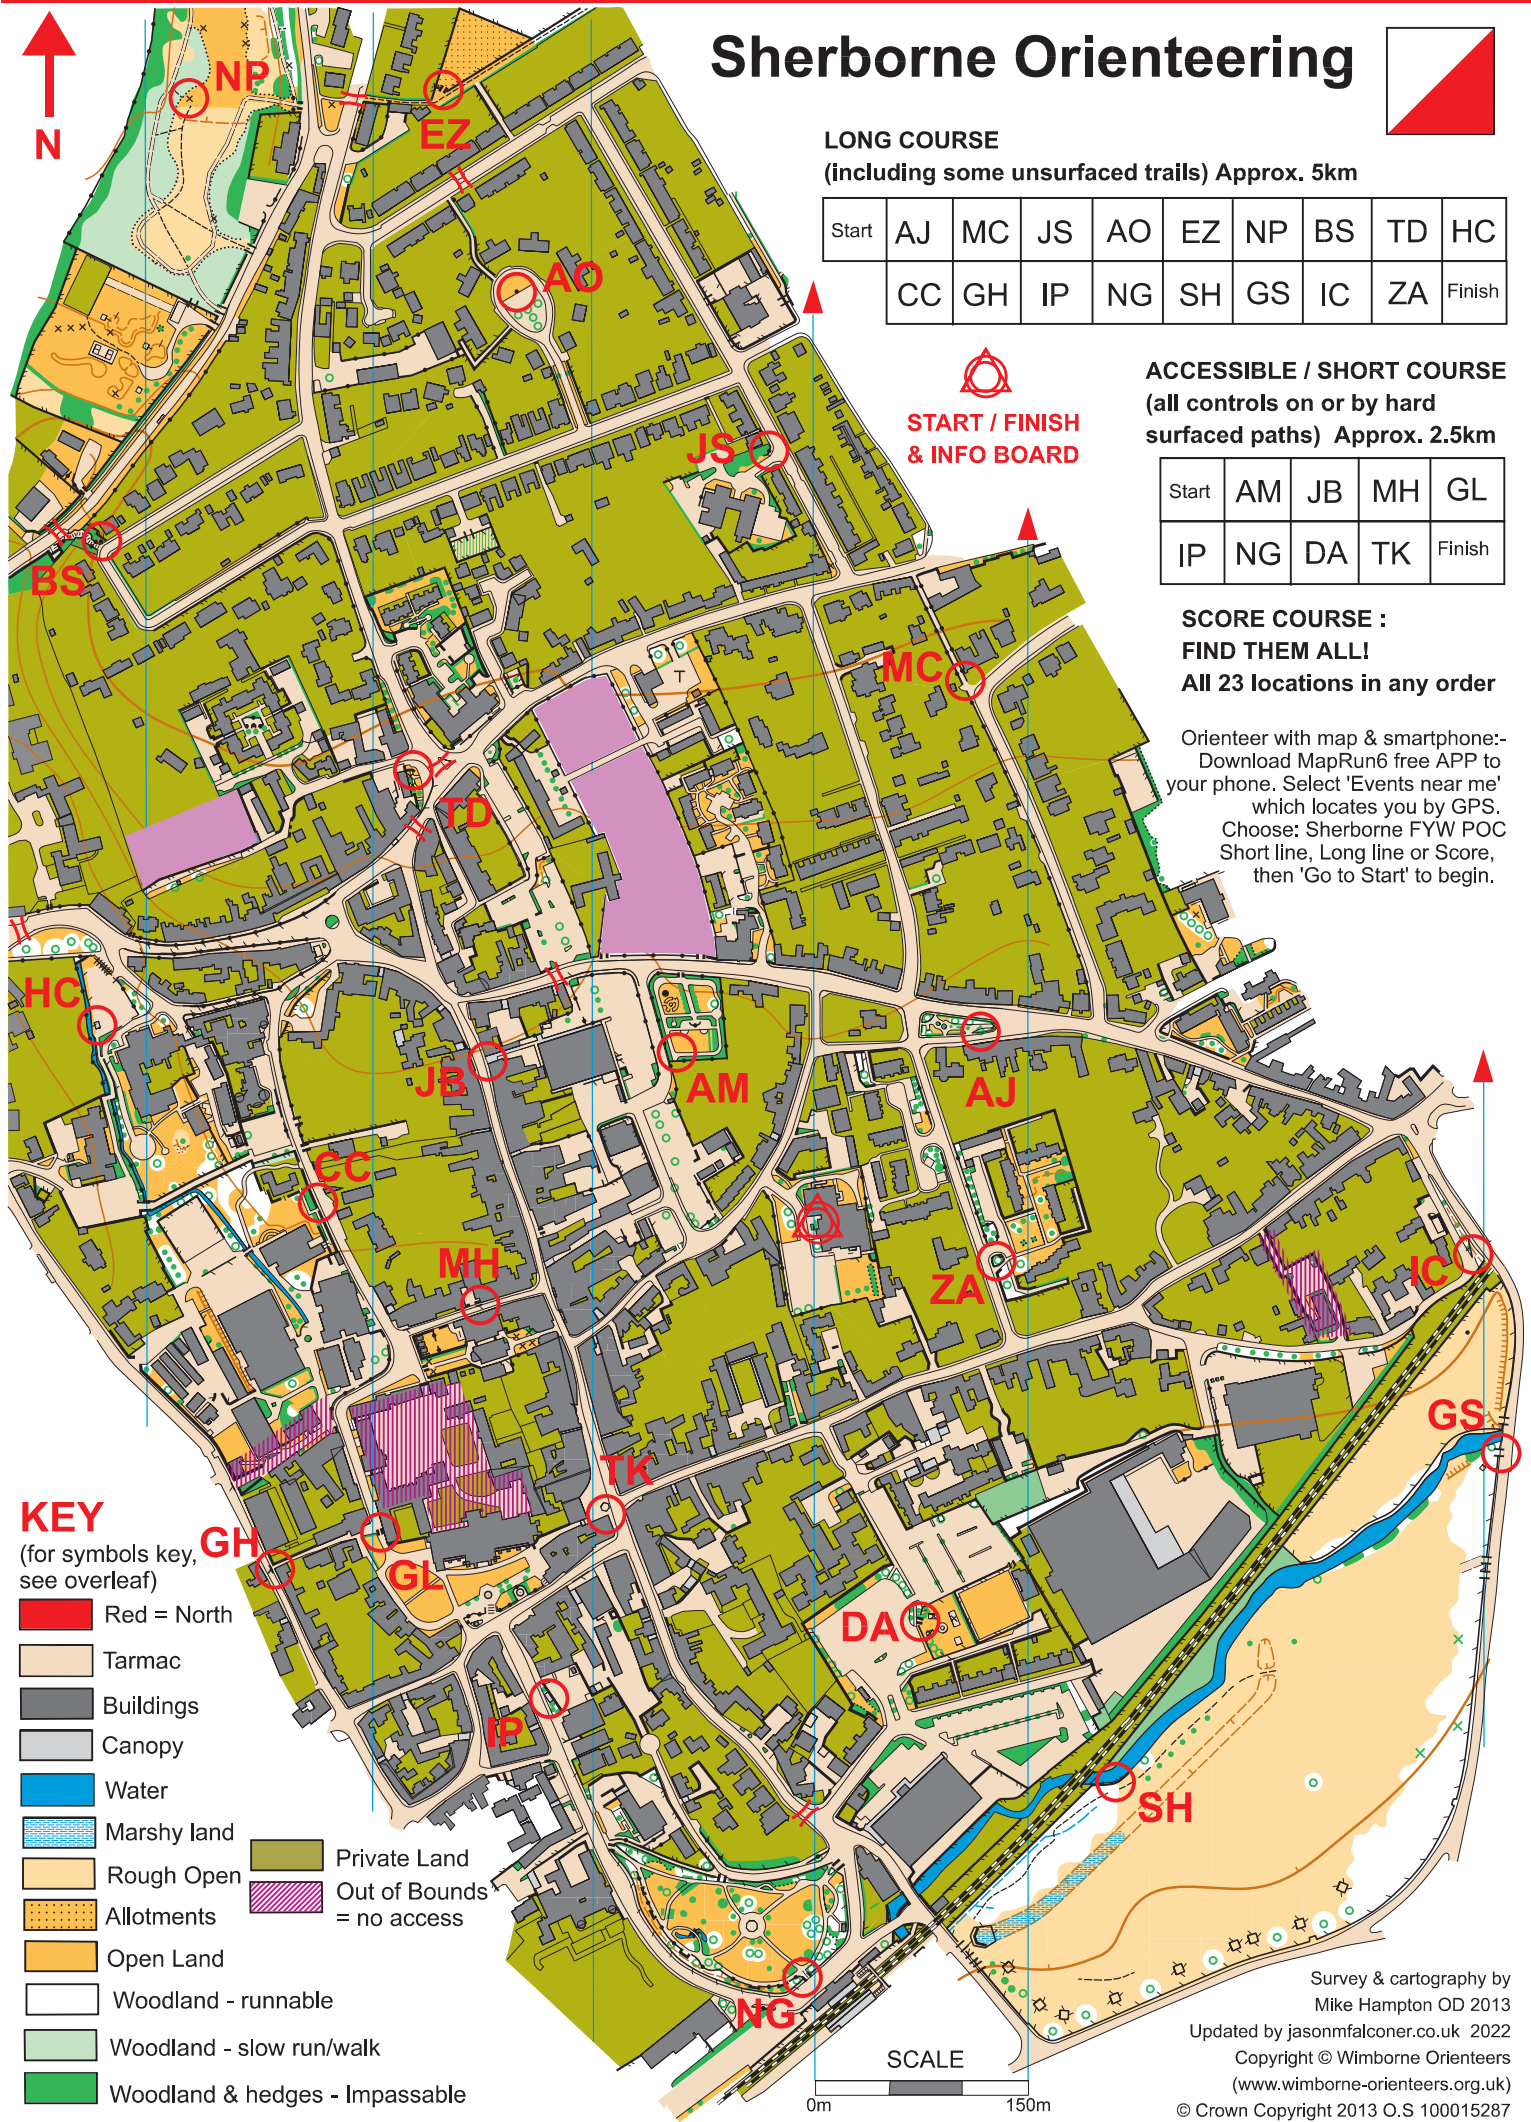 Sherborne Orienteering
N
LONG COURSE
(including some unsurfaced trails) Approx. 5km
Start AJ MC JS AO EZ NP BS TD HC
CC GH IP NG SH GS IC ZA Finish
START / FINISH
& INFO BOARD
ACCESSIBLE / SHORT COURSE
(all controls on or by hard
surfaced paths) Approx. 2.5km
Start AM JB MH GL
IP NG DA TK Finish
SCORE COURSE :
FIND THEM ALL!
All 23 locations in any order
Orienteer with map & smartphone:-
Download MapRun6 free APP to
your phone. Select 'Events near me'
which locates you by GPS.
Choose: Sherborne FYW POC
Short line, Long line or Score,
then 'Go to Start' to begin.
NP
EZ
AO
JS
BS
MC
T
TD
HC
JB
AM
AJ
CC
MH
ZA
IC
GS
TK
GH
GL
DA
IP
SH
NG
KEY
(for symbols key,
see overleaf)
Red = North
Tarmac
Buildings
Canopy
Water
Marshy land
Rough Open
Allotments
Open Land
Woodland - runnable
Woodland - slow run/walk
Woodland & hedges - Impassable
Private Land
Out of Bounds
= no access
SCALE
0m 150m
Survey & cartography by
Mike Hampton OD 2013
Updated by jasonmfalconer.co.uk 2022
Copyright © Wimborne Orienteers
(www.wimborne-orienteers.org.uk)
© Crown Copyright 2013 O.S 100015287